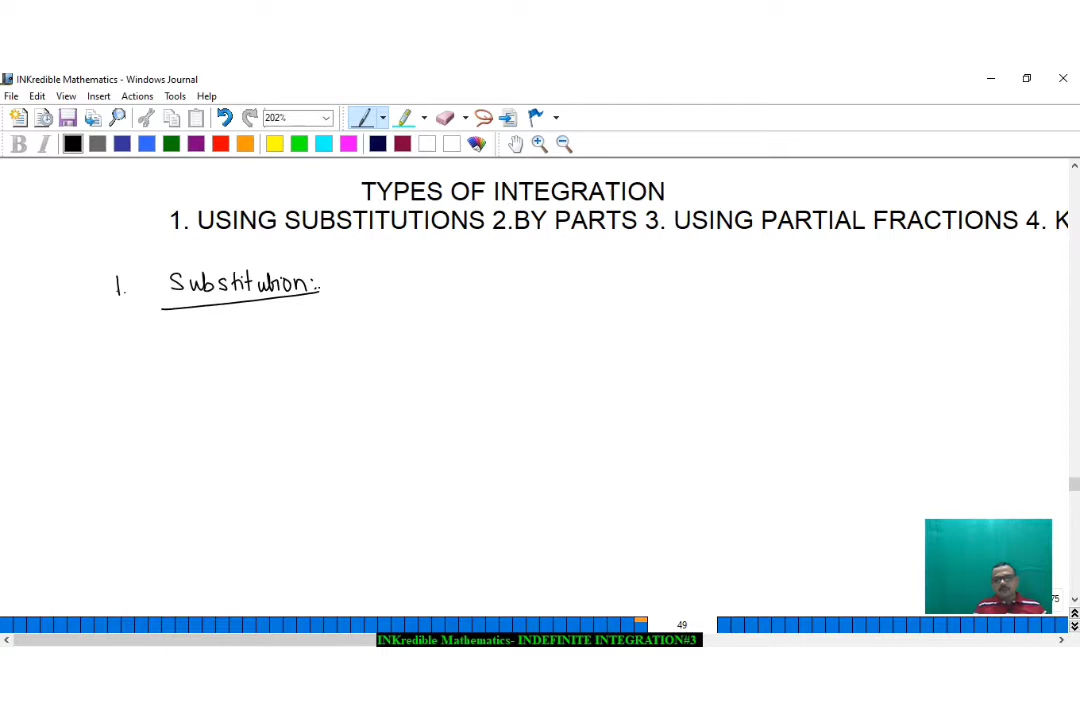 INKredible Mathematics - Windows Journal
File Edit View Insert Actions Tools Help
202%
B I
TYPES OF INTEGRATION
1. USING SUBSTITUTIONS 2.BY PARTS 3. USING PARTIAL FRACTIONS 4. K
1. Substitution:.
75
49
INKredible Mathematics- INDEFINITE INTEGRATION#3